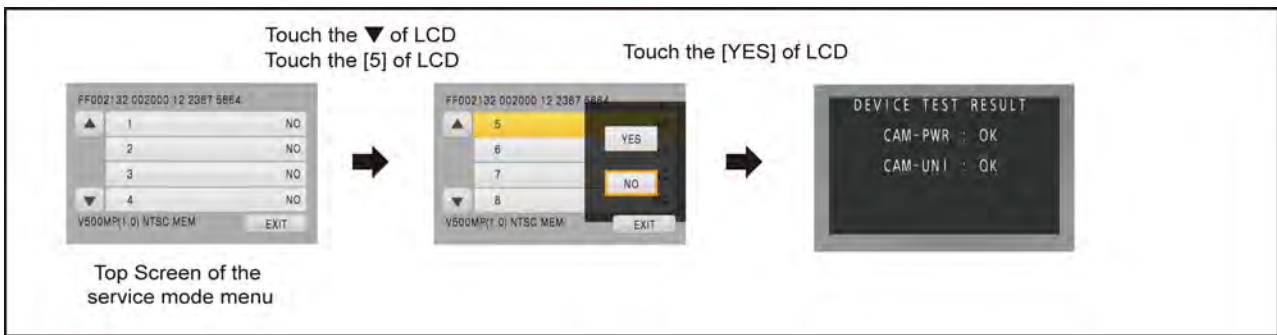 Touch the ▼ of LCD
Touch the [5] of LCD
Touch the [YES] of LCD
FF002132 002000 12 2367 5864
▲ 1 NO
2 NO
3 NO
▼ 4 NO
V500MP(1.0) NTSC MEM EXIT
Top Screen of the
service mode menu
FF002132 002000 12 2367 5864
▲ 5
YES
6
7
NO
▼ 8
V500MP(1.0) NTSC MEM EXIT
DEVICE TEST RESULT
CAM-PWR : OK
CAM-UNI : OK